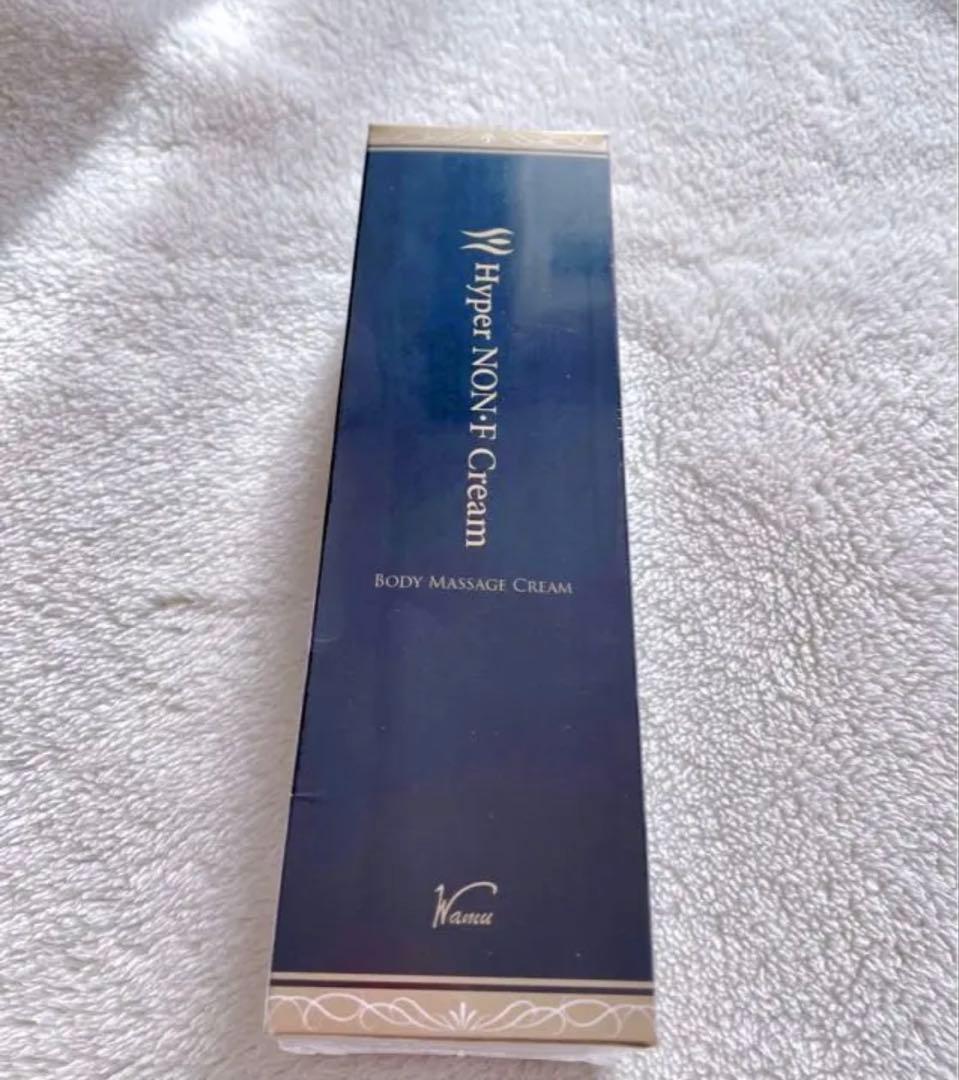 Hyper NON·F Cream
BODY MASSAGE CREAM
Wamu